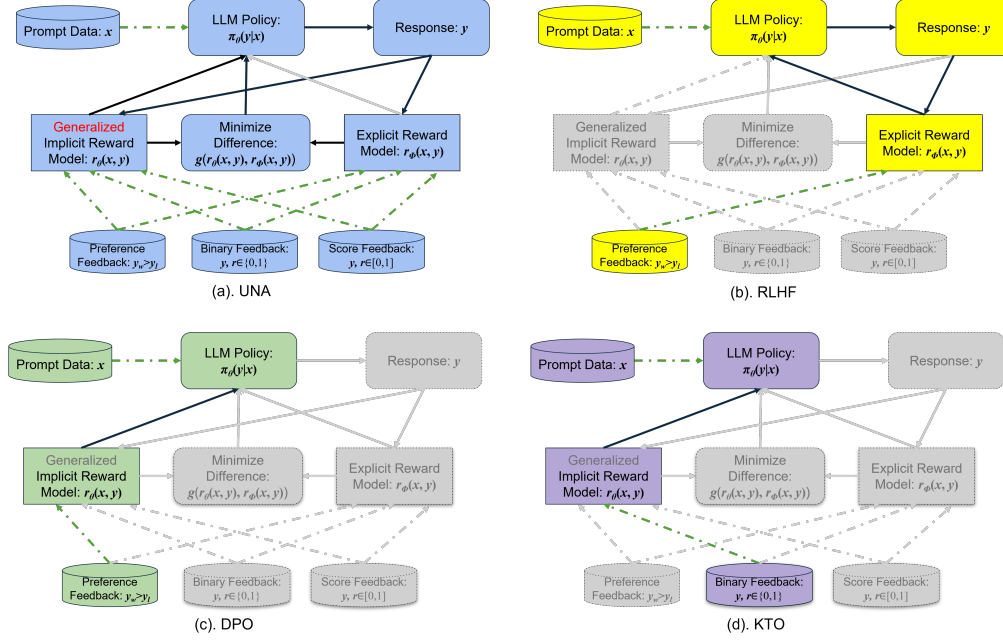 Prompt Data: x
LLM Policy:
πθ(y|x)
Response: y
Generalized
Implicit Reward
Model: rθ(x, y)
Minimize
Difference:
g(rθ(x, y), rΦ(x, y))
Explicit Reward
Model: rΦ(x, y)
Preference
Feedback: yw>yl
Binary Feedback:
y, r∈{0,1}
Score Feedback:
y, r∈[0,1]
(a). UNA
Prompt Data: x
LLM Policy:
πθ(y|x)
Response: y
Generalized
Implicit Reward
Model: rθ(x, y)
Minimize
Difference:
g(rθ(x, y), rΦ(x, y))
Explicit Reward
Model: rΦ(x, y)
Preference
Feedback: yw>yl
Binary Feedback:
y, r∈{0,1}
Score Feedback:
y, r∈[0,1]
(b). RLHF
Prompt Data: x
LLM Policy:
πθ(y|x)
Response: y
Generalized
Implicit Reward
Model: rθ(x, y)
Minimize
Difference:
g(rθ(x, y), rΦ(x, y))
Explicit Reward
Model: rΦ(x, y)
Preference
Feedback: yw>yl
Binary Feedback:
y, r∈{0,1}
Score Feedback:
y, r∈[0,1]
(c). DPO
Prompt Data: x
LLM Policy:
πθ(y|x)
Response: y
Generalized
Implicit Reward
Model: rθ(x, y)
Minimize
Difference:
g(rθ(x, y), rΦ(x, y))
Explicit Reward
Model: rΦ(x, y)
Preference
Feedback: yw>yl
Binary Feedback:
y, r∈{0,1}
Score Feedback:
y, r∈[0,1]
(d). KTO